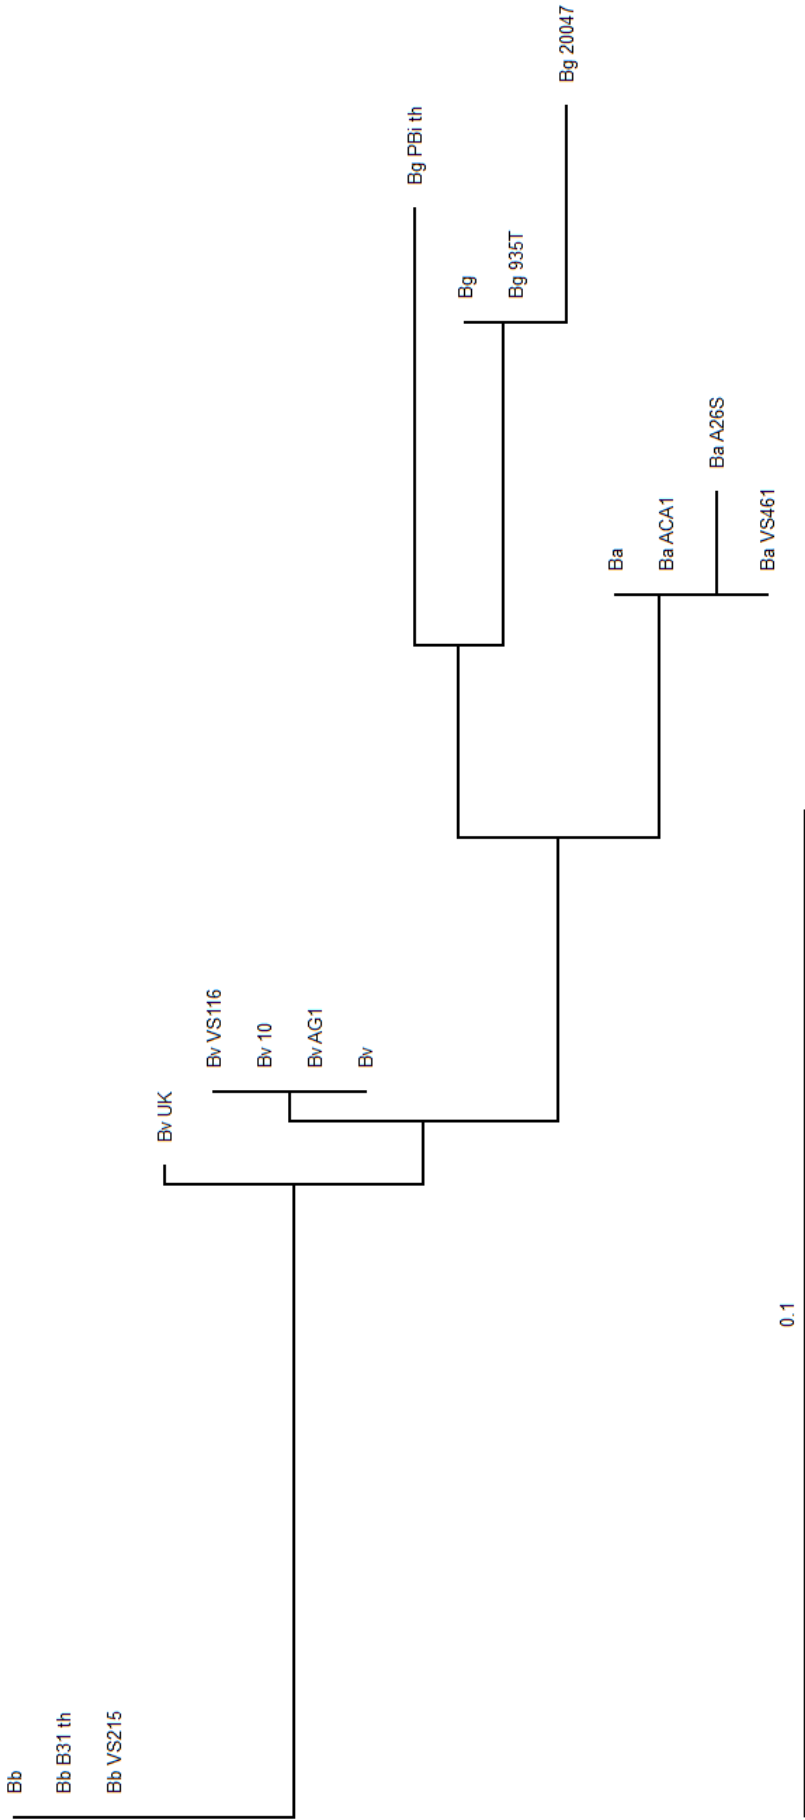 Bb
Bb B31 th
Bb VS215
Bv UK
Bv VS116
Bv 10
Bv AG1
Bv
Bg PBi th
Bg
Bg 935T
Bg 20047
Ba
Ba ACA1
Ba A26S
Ba VS461
0.1